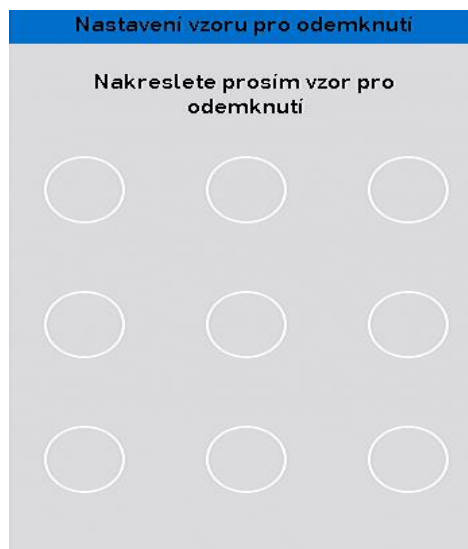 Nastavení vzoru pro odemknutí
Nakreslete prosím vzor pro
odemknutí